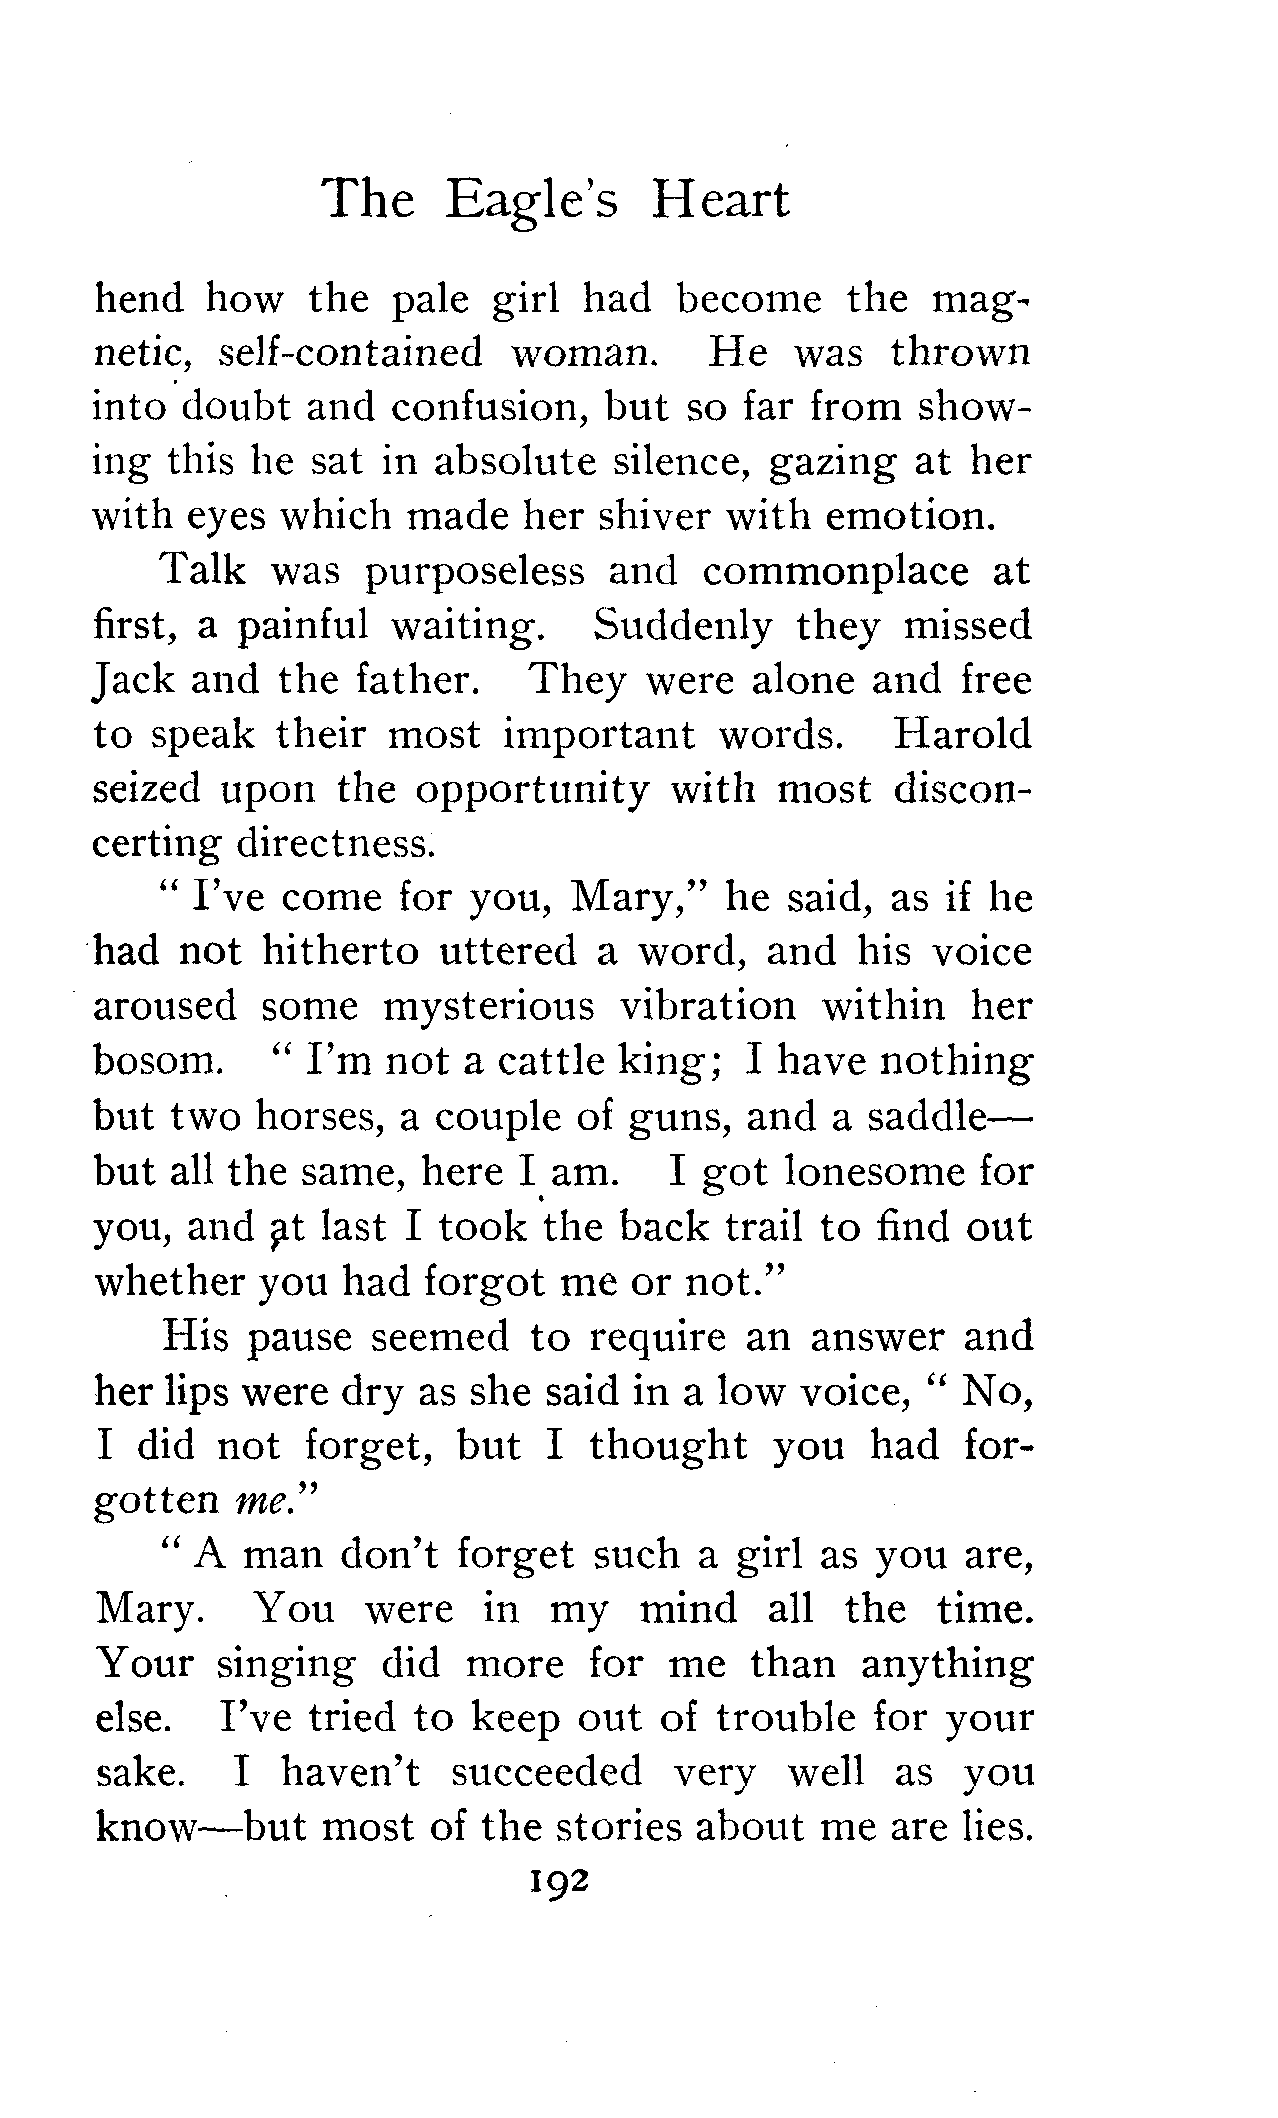 The Eagle's Heart
hend how the pale girl had become the mag-
netic, self-contained woman. He was thrown
into doubt and confusion, but so far from show-
ing this he sat in absolute silence, gazing at her
with eyes which made her shiver with emotion.
Talk was purposeless and commonplace at
first, a painful waiting. Suddenly they missed
Jack and the father. They were alone and free
to speak their most important words. Harold
seized upon the opportunity with most discon-
certing directness.
" I've come for you, Mary," he said, as if he
had not hitherto uttered a word, and his voice
aroused some mysterious vibration within her
bosom. " I'm not a cattle king; I have nothing
but two horses, a couple of guns, and a saddle—
but all the same, here I am. I got lonesome for
you, and at last I took the back trail to find out
whether you had forgot me or not."
His pause seemed to require an answer and
her lips were dry as she said in a low voice, " No,
I did not forget, but I thought you had for-
gotten me."
" A man don't forget such a girl as you are,
Mary. You were in my mind all the time.
Your singing did more for me than anything
else. I've tried to keep out of trouble for your
sake. I haven't succeeded very well as you
know—but most of the stories about me are lies.
192